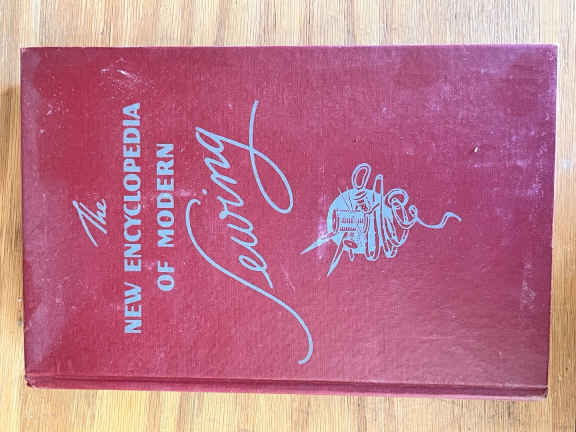 The
NEW ENCYCLOPEDIA
OF MODERN
Sewing